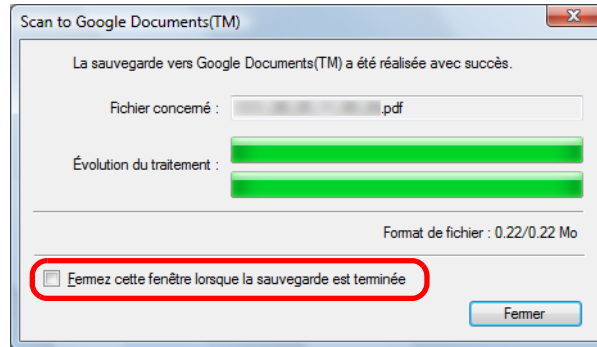 Scan to Google Documents(TM)
La sauvegarde vers Google Documents(TM) a été réalisée avec succès.
Fichier concerné : .pdf
Évolution du traitement :
Format de fichier : 0.22/0.22 Mo
Fermez cette fenêtre lorsque la sauvegarde est terminée
Fermer